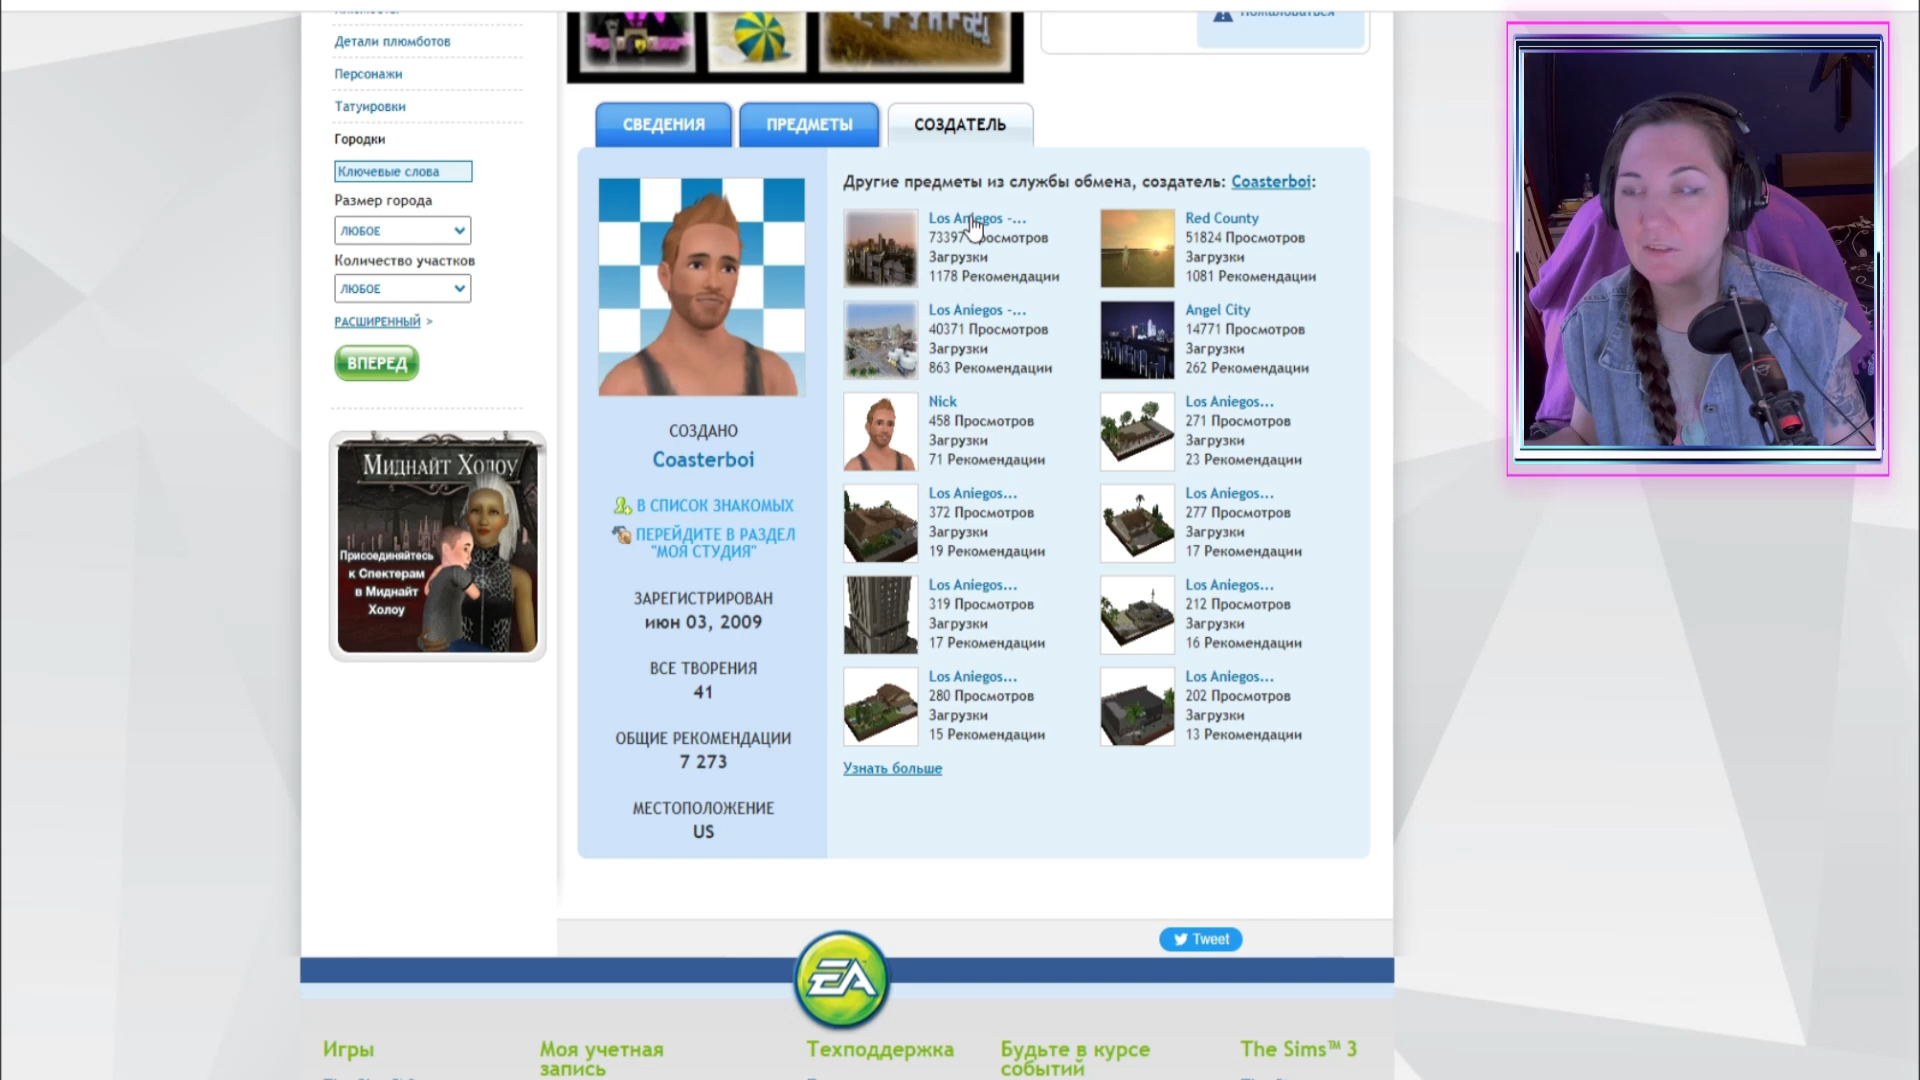 Детали плюмботов
Персонажи
Татуировки
Городки
Ключевые слова
Размер города
ЛЮБОЕ
Количество участков
ЛЮБОЕ
РАСШИРЕННЫЙ >
ВПЕРЕД
Миднайт Холоу
Присоединяйтесь
к Спектерам
в Миднайт
Холоу
Пожаловаться
СВЕДЕНИЯ
ПРЕДМЕТЫ
СОЗДАТЕЛЬ
СОЗДАНО
Coasterboi
В СПИСОК ЗНАКОМЫХ
ПЕРЕЙДИТЕ В РАЗДЕЛ
"МОЯ СТУДИЯ"
ЗАРЕГИСТРИРОВАН
июн 03, 2009
ВСЕ ТВОРЕНИЯ
41
ОБЩИЕ РЕКОМЕНДАЦИИ
7 273
МЕСТОПОЛОЖЕНИЕ
US
Другие предметы из службы обмена, создатель: Coasterboi:
Los Aniegos -...
73397 Просмотров
Загрузки
1178 Рекомендации
Red County
51824 Просмотров
Загрузки
1081 Рекомендации
Los Aniegos -...
40371 Просмотров
Загрузки
863 Рекомендации
Angel City
14771 Просмотров
Загрузки
262 Рекомендации
Nick
458 Просмотров
Загрузки
71 Рекомендации
Los Aniegos...
271 Просмотров
Загрузки
23 Рекомендации
Los Aniegos...
372 Просмотров
Загрузки
19 Рекомендации
Los Aniegos...
277 Просмотров
Загрузки
17 Рекомендации
Los Aniegos...
319 Просмотров
Загрузки
17 Рекомендации
Los Aniegos...
212 Просмотров
Загрузки
16 Рекомендации
Los Aniegos...
280 Просмотров
Загрузки
15 Рекомендации
Los Aniegos...
202 Просмотров
Загрузки
13 Рекомендации
Узнать больше
Tweet
EA
Игры
Моя учетная
запись
Техподдержка
Будьте в курсе
событий
The Sims™ 3